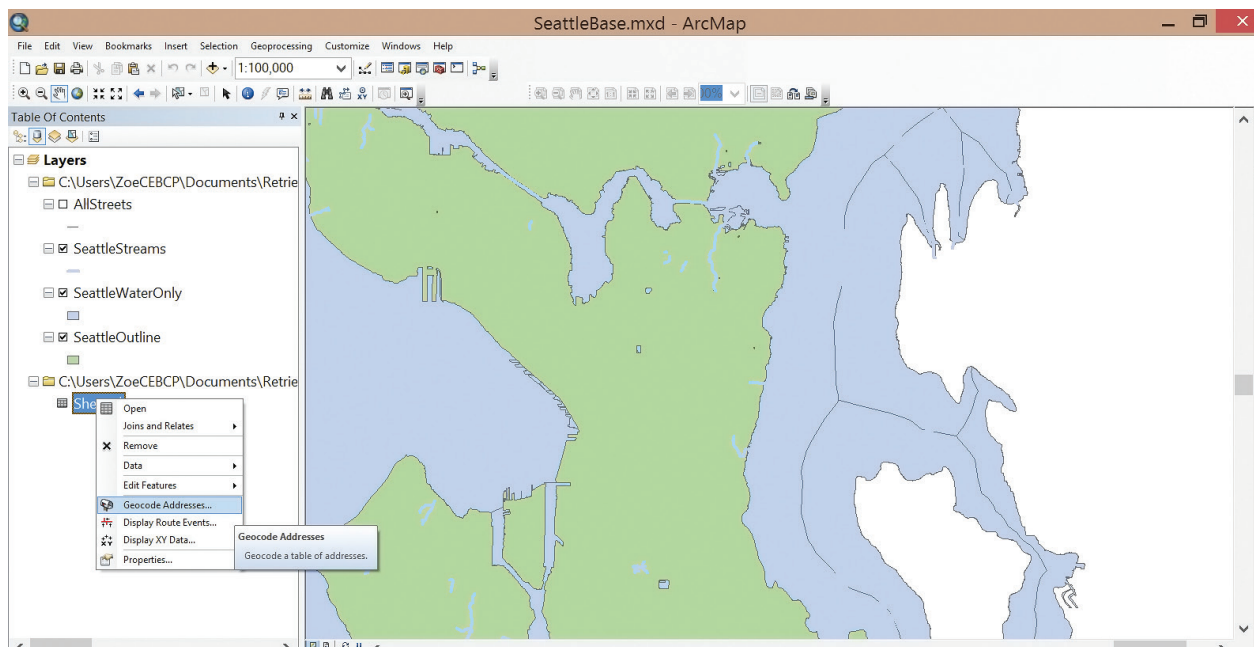 SeattleBase.mxd - ArcMap
File Edit View Bookmarks Insert Selection Geoprocessing Customize Windows Help
1:100,000
10%
Table Of Contents
Layers
C:\Users\ZoeCEBCP\Documents\Retrie
AllStreets
SeattleStreams
SeattleWaterOnly
SeattleOutline
C:\Users\ZoeCEBCP\Documents\Retrie
She
Open
Joins and Relates
Remove
Data
Edit Features
Geocode Addresses...
Display Route Events...
Display XY Data...
Properties...
Geocode Addresses
Geocode a table of addresses.